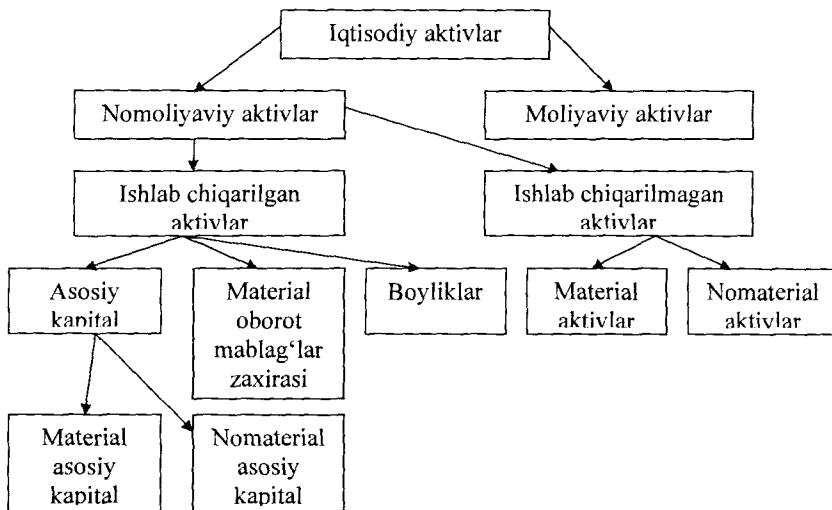 Iqtisodiy aktivlar
Nomoliyaviy aktivlar
Moliyaviy aktivlar
Ishlab chiqarilgan
aktivlar
Ishlab chiqarilmagan
aktivlar
Asosiy
kapital
Material
oborot
mablag‘lar
zaxirasi
Boyliklar
Material
aktivlar
Nomaterial
aktivlar
Material
asosiy
kapital
Nomaterial
asosiy
kapital